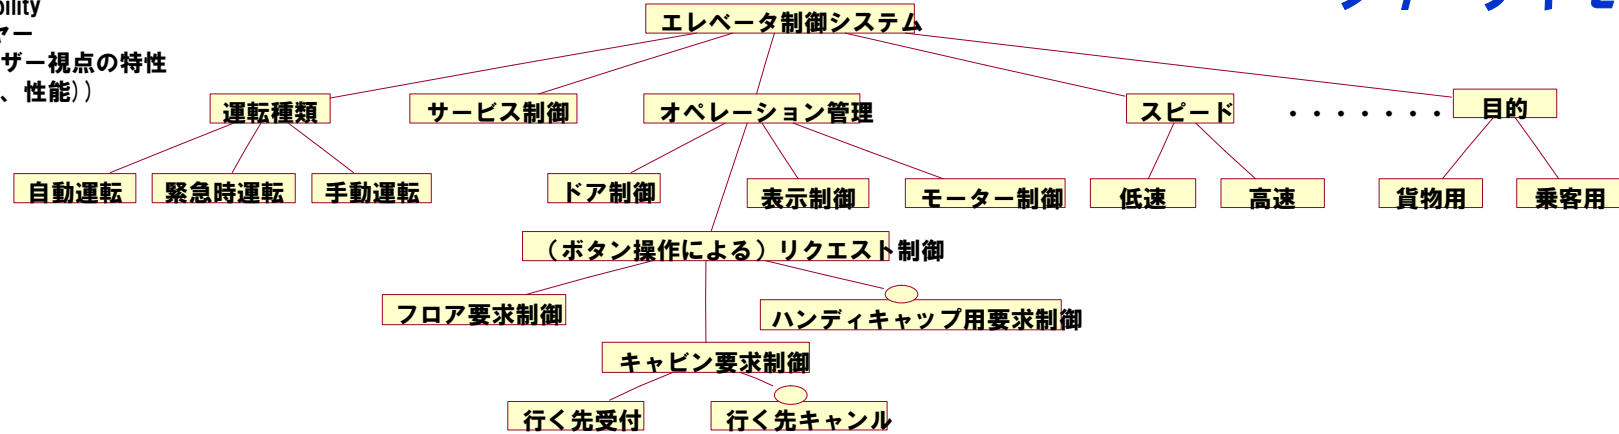 bility
ヤー
ザー視点の特性
、性能))
エレベータ制御システム
運転種類
サービス制御
オペレーション管理
スピード
・・・・・・・
目的
自動運転
緊急時運転
手動運転
ドア制御
表示制御
モーター制御
低速
高速
貨物用
乗客用
（ボタン操作による）リクエスト制御
フロア要求制御
ハンディキャップ用要求制御
キャビン要求制御
行く先受付
行く先キャンル